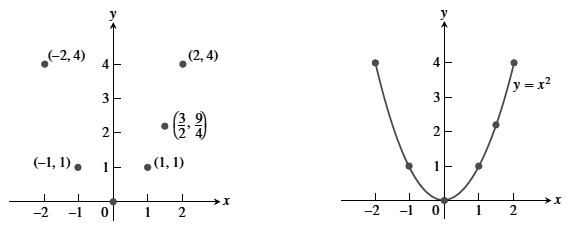 y
y
(−2, 4)
4
(2, 4)
4
y = x²
3
3
(3/2, 9/4)
2
2
(−1, 1)
1
(1, 1)
1
x
x
−2 −1 0 1 2
−2 −1 0 1 2